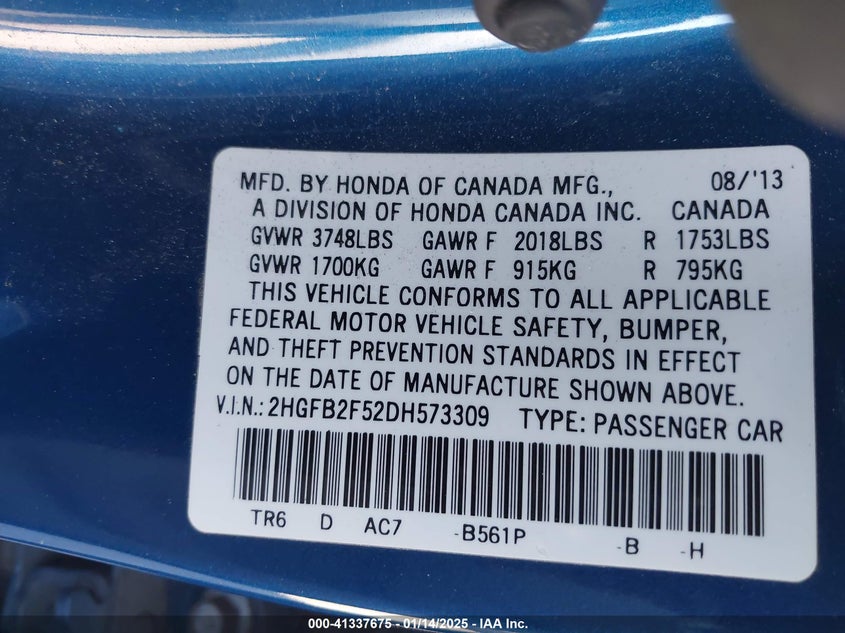 MFD. BY HONDA OF CANADA MFG., 08/'13
A DIVISION OF HONDA CANADA INC. CANADA
GVWR 3748LBS GAWR F 2018LBS R 1753LBS
GVWR 1700KG GAWR F 915KG R 795KG
THIS VEHICLE CONFORMS TO ALL APPLICABLE
FEDERAL MOTOR VEHICLE SAFETY, BUMPER,
AND THEFT PREVENTION STANDARDS IN EFFECT
ON THE DATE OF MANUFACTURE SHOWN ABOVE.
V.I.N.: 2HGFB2F52DH573309 TYPE: PASSENGER CAR
TR6 D AC7 -B561P -B -H
000-41337675 - 01/14/2025 - IAA Inc.